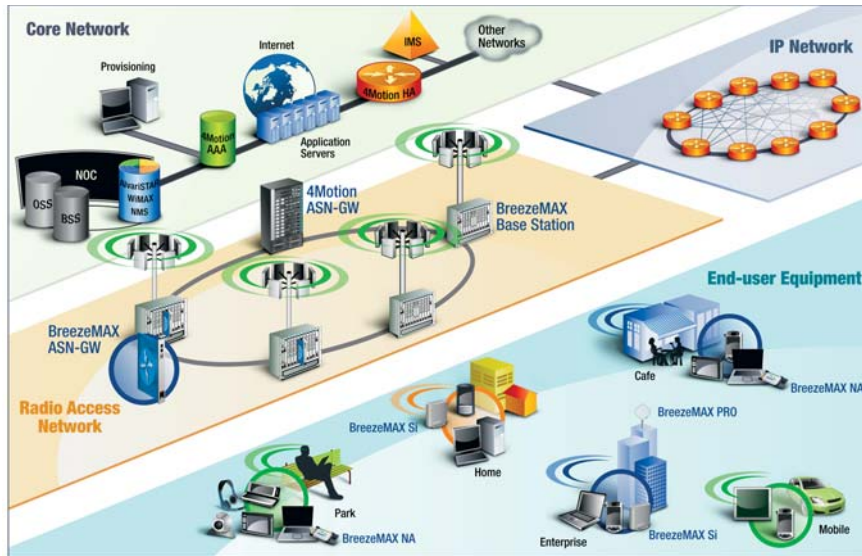 Core Network
Provisioning
Internet
IMS
Other
Networks
4Motion HA
IP Network
4Motion
AAA
Application
Servers
NOC
OSS
BSS
AlvariSTAR
WiMAX
NMS
4Motion
ASN-GW
BreezeMAX
Base Station
BreezeMAX
ASN-GW
Radio Access
Network
End-user Equipment
Cafe
BreezeMAX NA
BreezeMAX Si
Home
BreezeMAX PRO
Park
BreezeMAX NA
Enterprise
BreezeMAX Si
Mobile